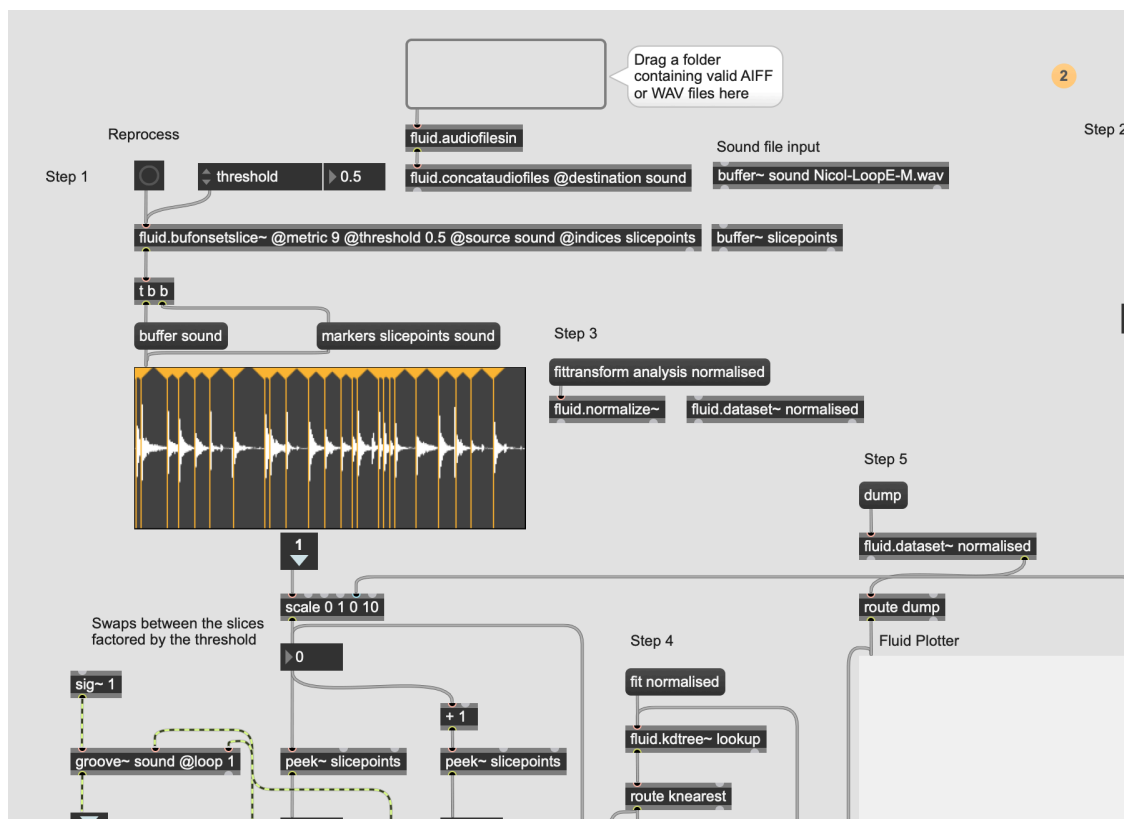 Drag a folder
containing valid AIFF
or WAV files here
2
fluid.audiofilesin
Reprocess
Step 2
Sound file input
Step 1
threshold
0.5
fluid.concataudiofiles @destination sound
buffer~ sound Nicol-LoopE-M.wav
fluid.bufonsetslice~ @metric 9 @threshold 0.5 @source sound @indices slicepoints
buffer~ slicepoints
t b b
buffer sound
markers slicepoints sound
Step 3
fittransform analysis normalised
fluid.normalize~
fluid.dataset~ normalised
Step 5
dump
1
fluid.dataset~ normalised
scale 0 1 0 10
route dump
Swaps between the slices
factored by the threshold
Step 4
Fluid Plotter
0
sig~ 1
fit normalised
+ 1
fluid.kdtree~ lookup
groove~ sound @loop 1
peek~ slicepoints
peek~ slicepoints
route knearest